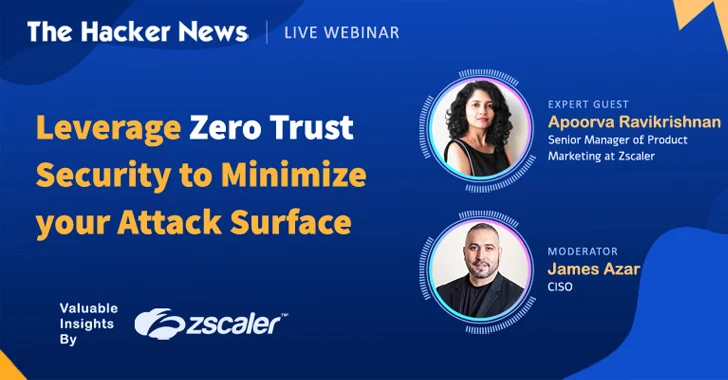 The Hacker News | LIVE WEBINAR
Leverage Zero Trust
Security to Minimize
your Attack Surface
EXPERT GUEST
Apoorva Ravikrishnan
Senior Manager of Product
Marketing at Zscaler
MODERATOR
James Azar
CISO
Valuable
Insights
By
zscaler™